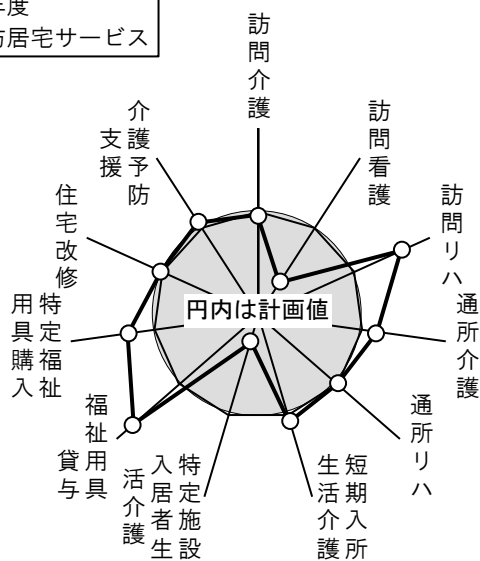 年度
防居宅サービス
訪問介護
訪問看護
訪問リハ
通所介護
通所リハ
短期入所
生活介護
特定施設
入居者生
活介護
福祉用具
貸与
特定福祉
用具購入
住宅改修
介護予防
支援
円内は計画値